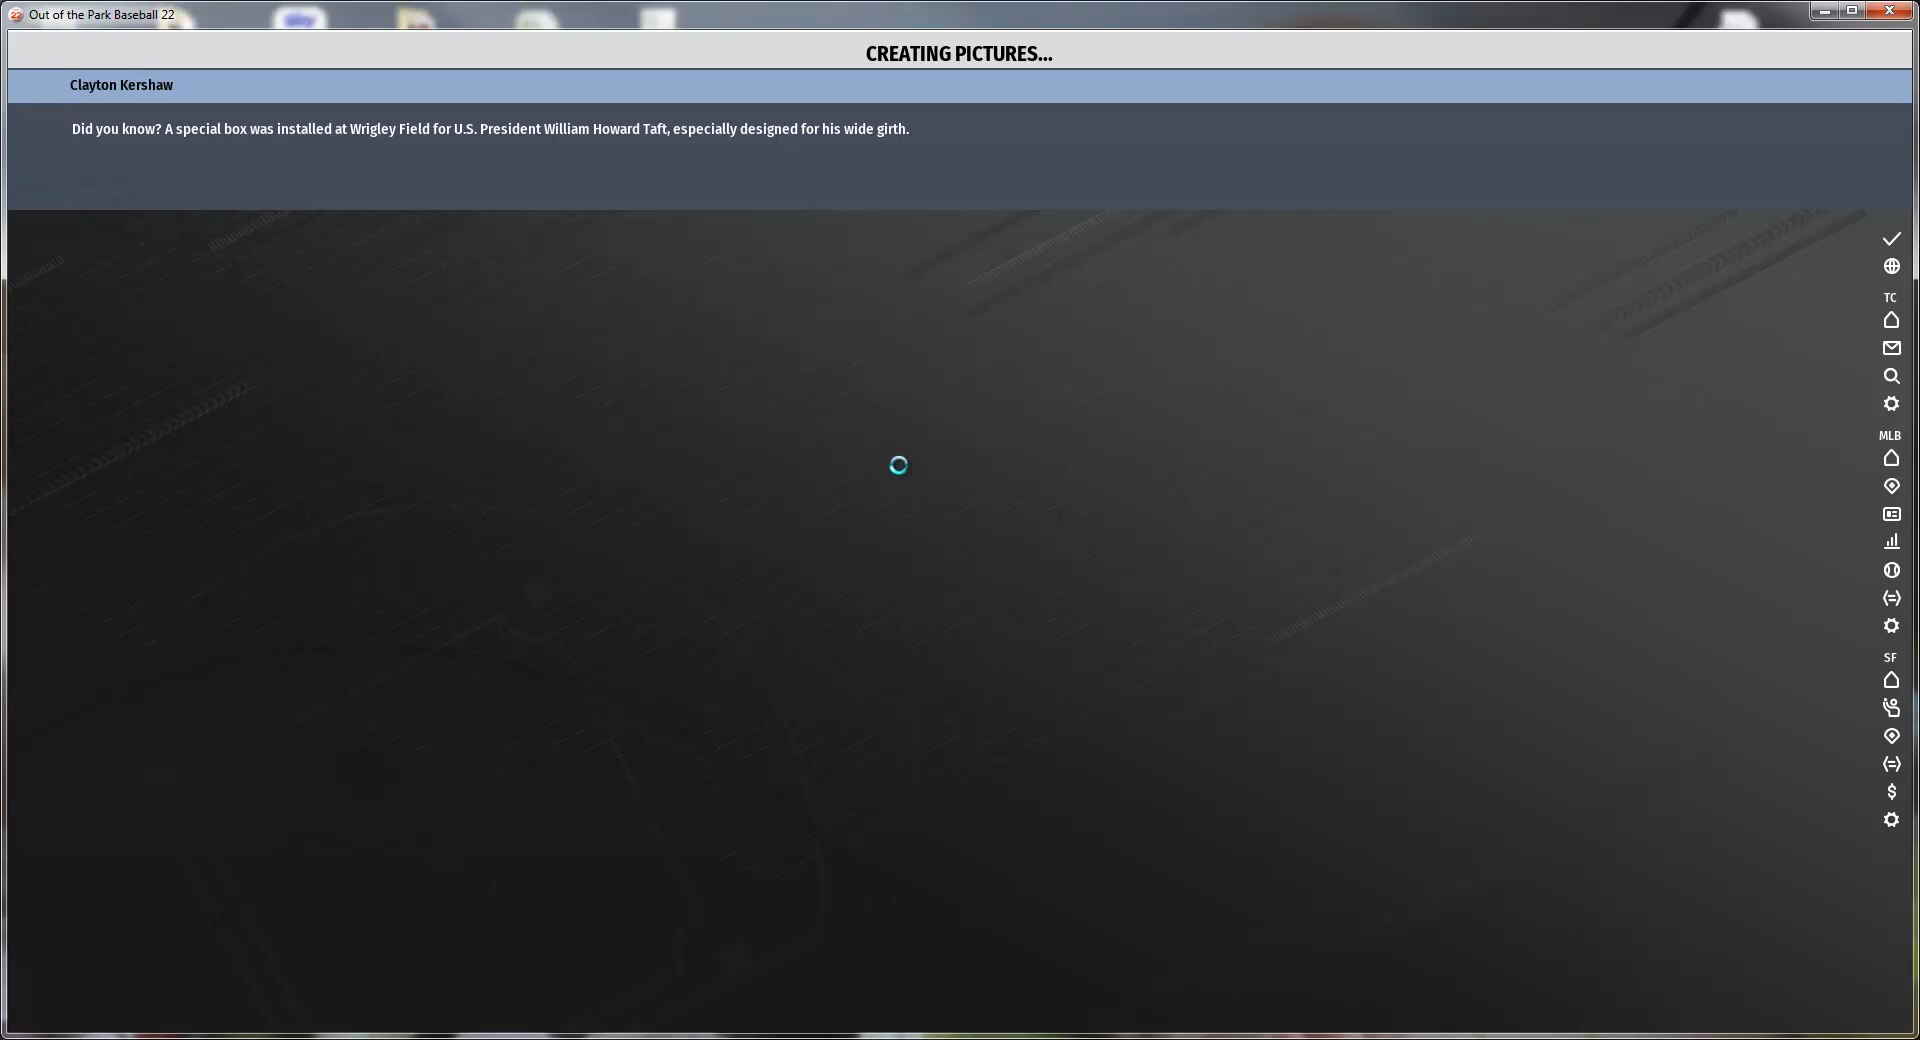 22 Out of the Park Baseball 22
CREATING PICTURES...
Clayton Kershaw
Did you know? A special box was installed at Wrigley Field for U.S. President William Howard Taft, especially designed for his wide girth.
TC
MLB
SF